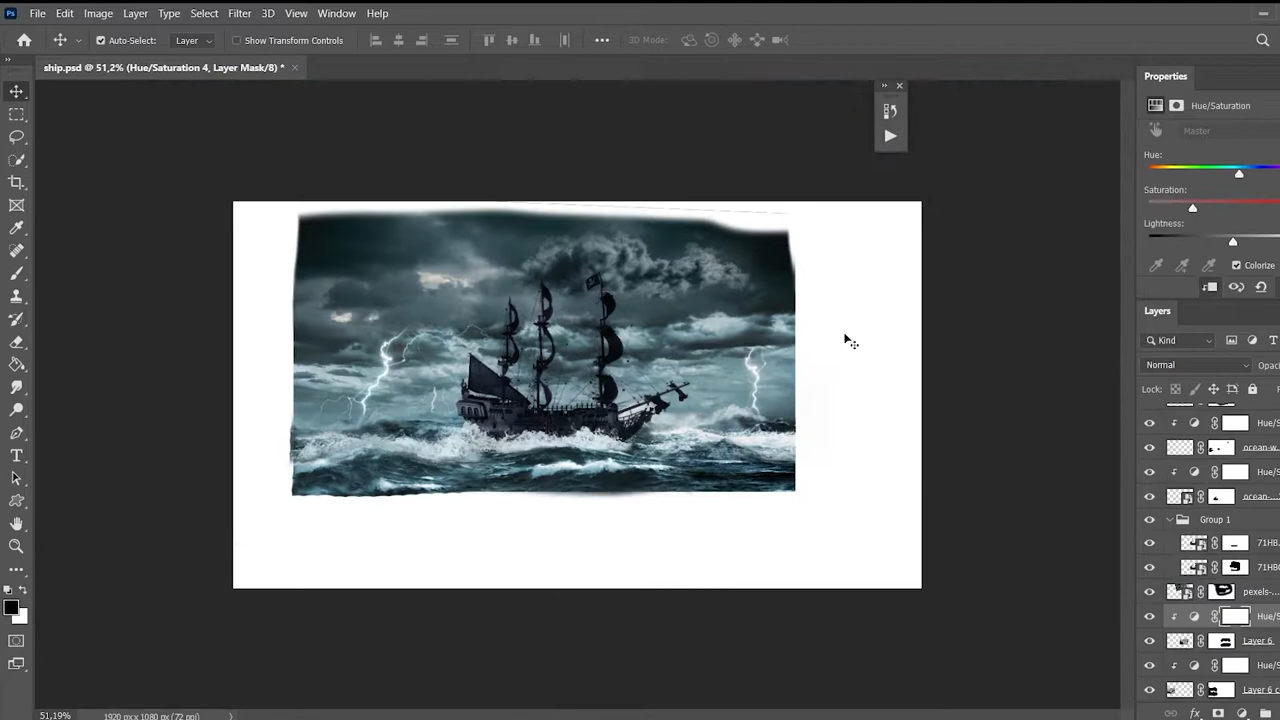 Ps File Edit Image Layer Type Select Filter 3D View Window Help
Auto-Select: Layer Show Transform Controls 3D Mode:
ship.psd @ 51,2% (Hue/Saturation 4, Layer Mask/8) *
Properties
Hue/Saturation
Master
Hue:
Saturation:
Lightness:
Colorize
Layers
Kind
Normal Opac
Lock:
Hue/S
ocean-w
Hue/S
ocean-...
Group 1
71HB.
71HB
pexels-...
Hue/S
Layer 6
Hue/S
Layer 6 c
51,19% 1920 px x 1080 px (72 ppi)